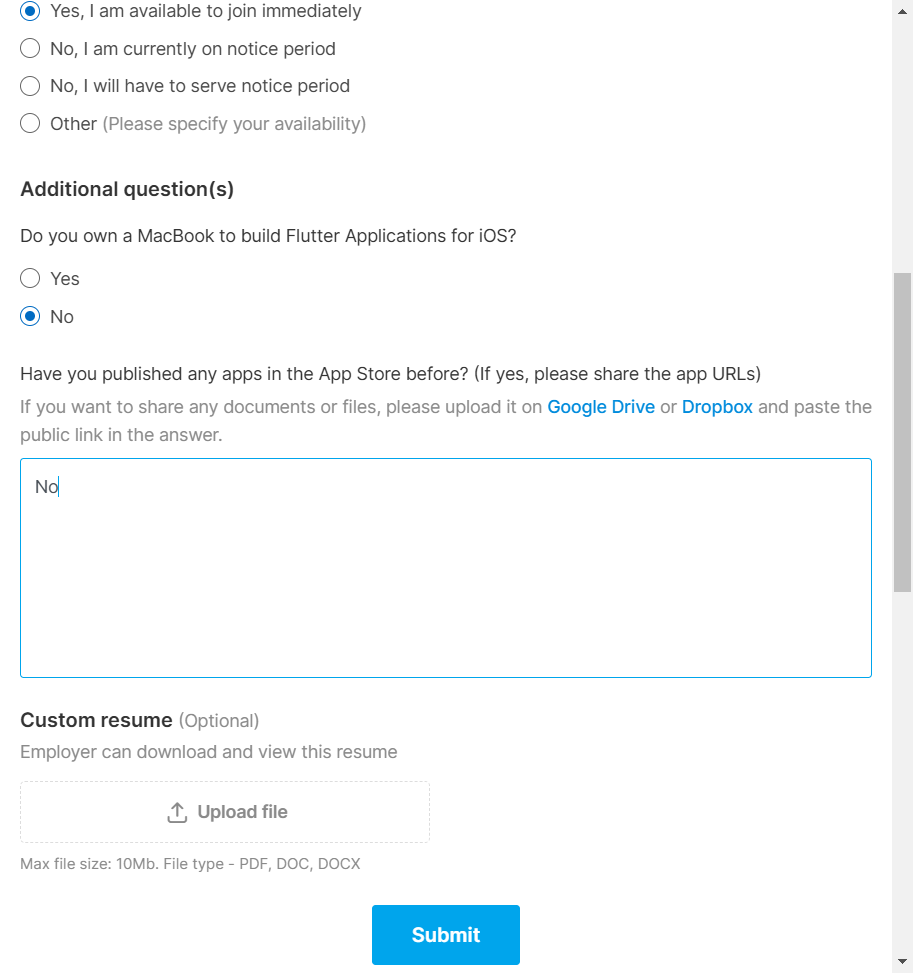 Yes, I am available to join immediately
No, I am currently on notice period
No, I will have to serve notice period
Other (Please specify your availability)
Additional question(s)
Do you own a MacBook to build Flutter Applications for iOS?
Yes
No
Have you published any apps in the App Store before? (If yes, please share the app URLs)
If you want to share any documents or files, please upload it on Google Drive or Dropbox and paste the
public link in the answer.
No
Custom resume (Optional)
Employer can download and view this resume
Upload file
Max file size: 10Mb. File type - PDF, DOC, DOCX
Submit